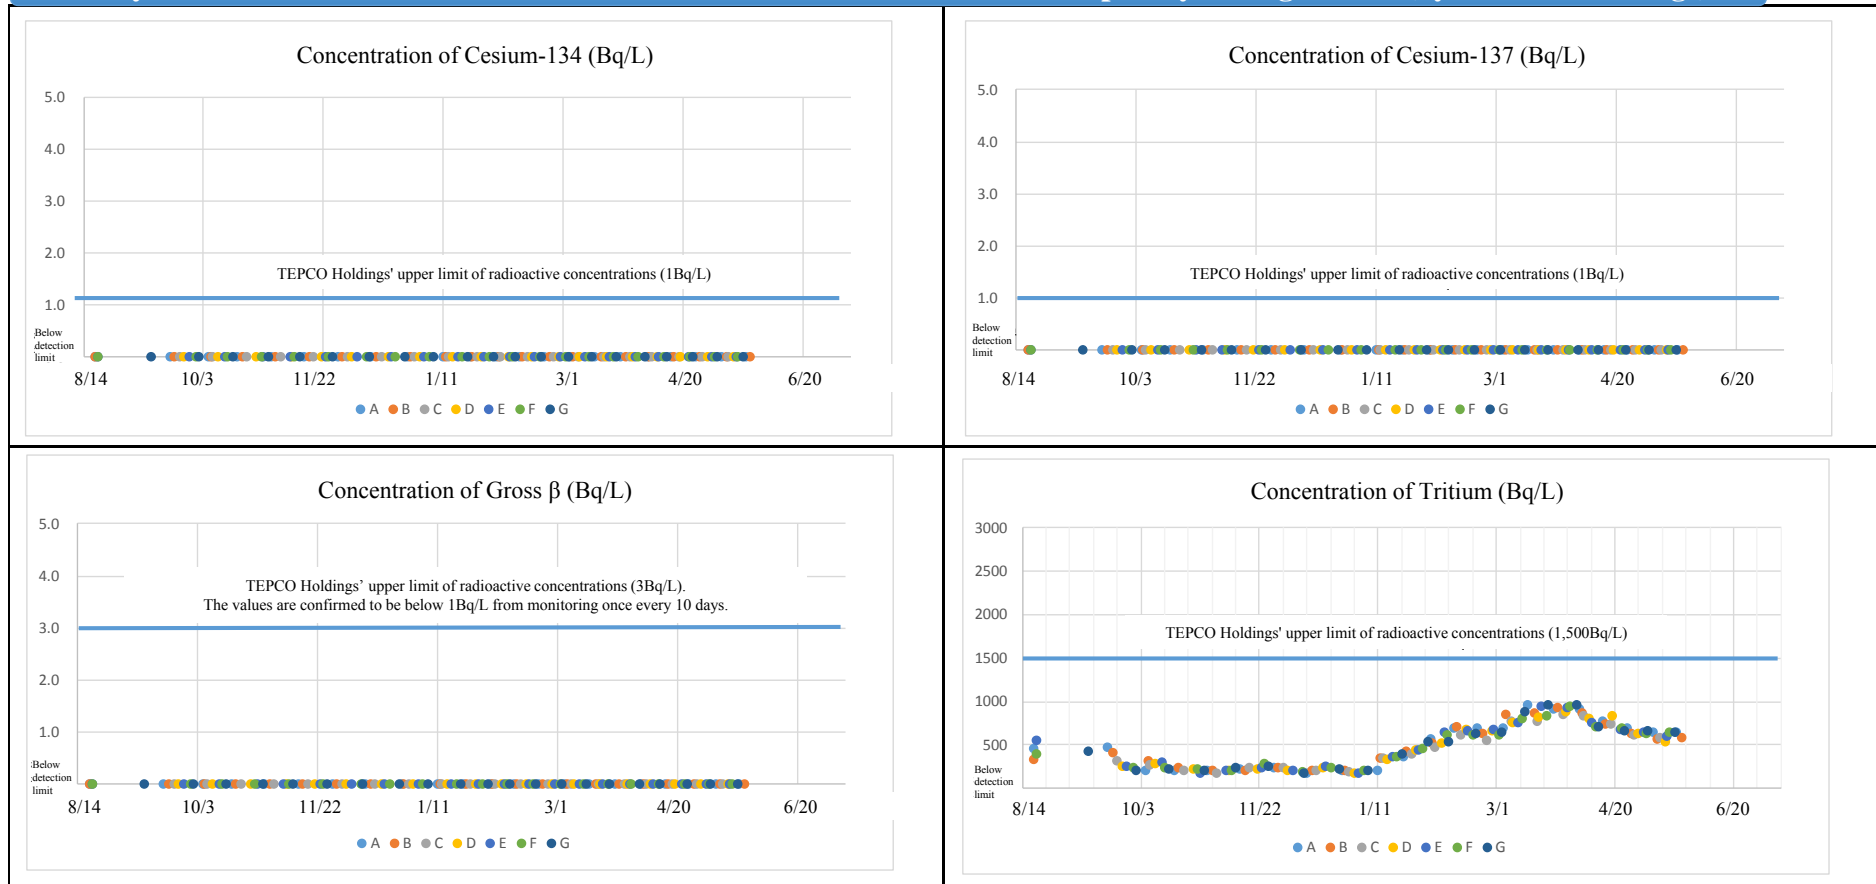 Concentration of Cesium-134 (Bq/L)
5.0
4.0
3.0
2.0
TEPCO Holdings' upper limit of radioactive concentrations (1Bq/L)
1.0
Below
detection
limit
8/14 10/3 11/22 1/11 3/1 4/20 6/20
A B C D E F G
Concentration of Cesium-137 (Bq/L)
5.0
4.0
3.0
2.0
TEPCO Holdings' upper limit of radioactive concentrations (1Bq/L)
1.0
Below
detection
limit
8/14 10/3 11/22 1/11 3/1 4/20 6/20
A B C D E F G
Concentration of Gross β (Bq/L)
5.0
4.0
TEPCO Holdings’ upper limit of radioactive concentrations (3Bq/L).
The values are confirmed to be below 1Bq/L from monitoring once every 10 days.
3.0
2.0
1.0
Below
detection
limit
8/14 10/3 11/22 1/11 3/1 4/20 6/20
A B C D E F G
Concentration of Tritium (Bq/L)
3000
2500
2000
TEPCO Holdings' upper limit of radioactive concentrations (1,500Bq/L)
1500
1000
500
Below
detection
limit
8/14 10/3 11/22 1/11 3/1 4/20 6/20
A B C D E F G